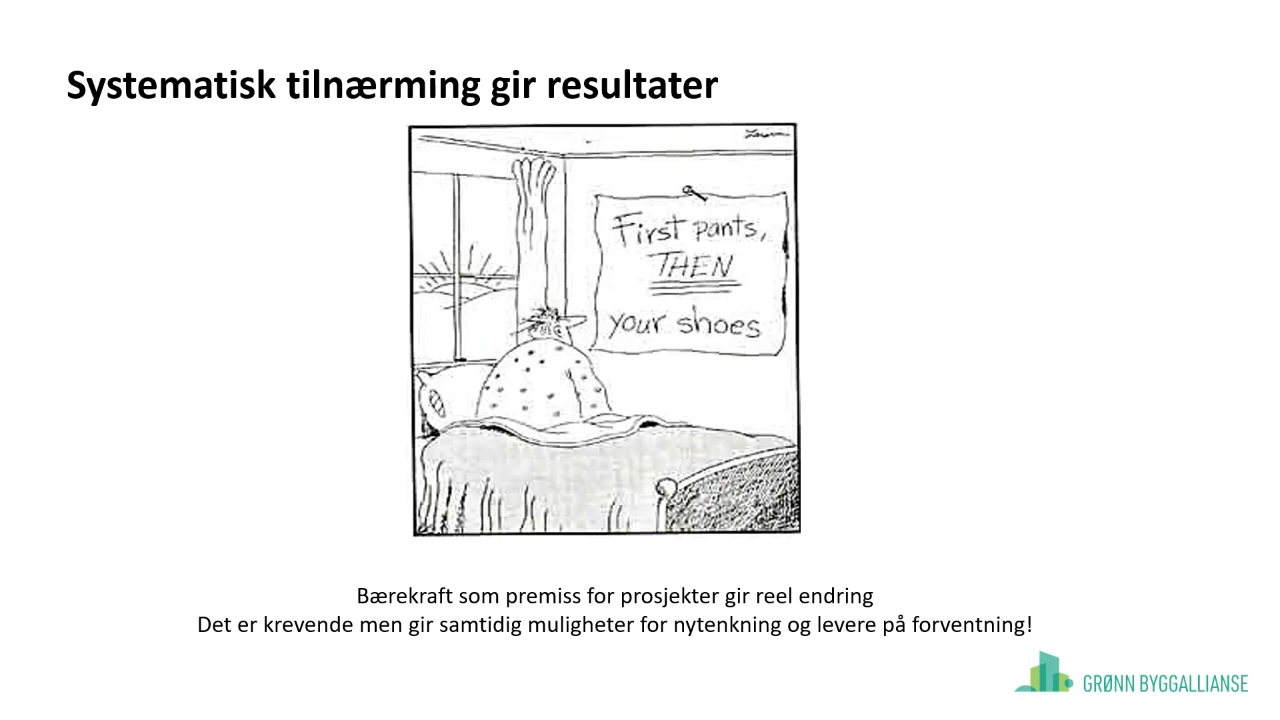 Systematisk tilnærming gir resultater
Larson
First pants,
THEN
your shoes
Bærekraft som premiss for prosjekter gir reel endring
Det er krevende men gir samtidig muligheter for nytenkning og levere på forventning!
GRØNN BYGGALLIANSE